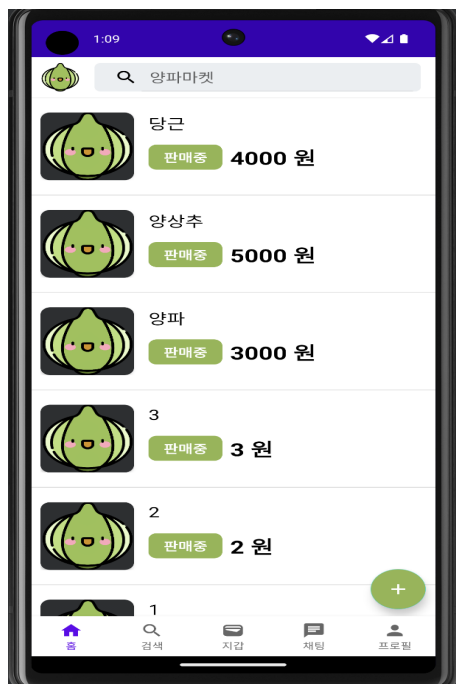 1:09
양파마켓
당근
판매중 4000 원
양상추
판매중 5000 원
양파
판매중 3000 원
3
판매중 3 원
2
판매중 2 원
1
+
홈 검색 지갑 채팅 프로필